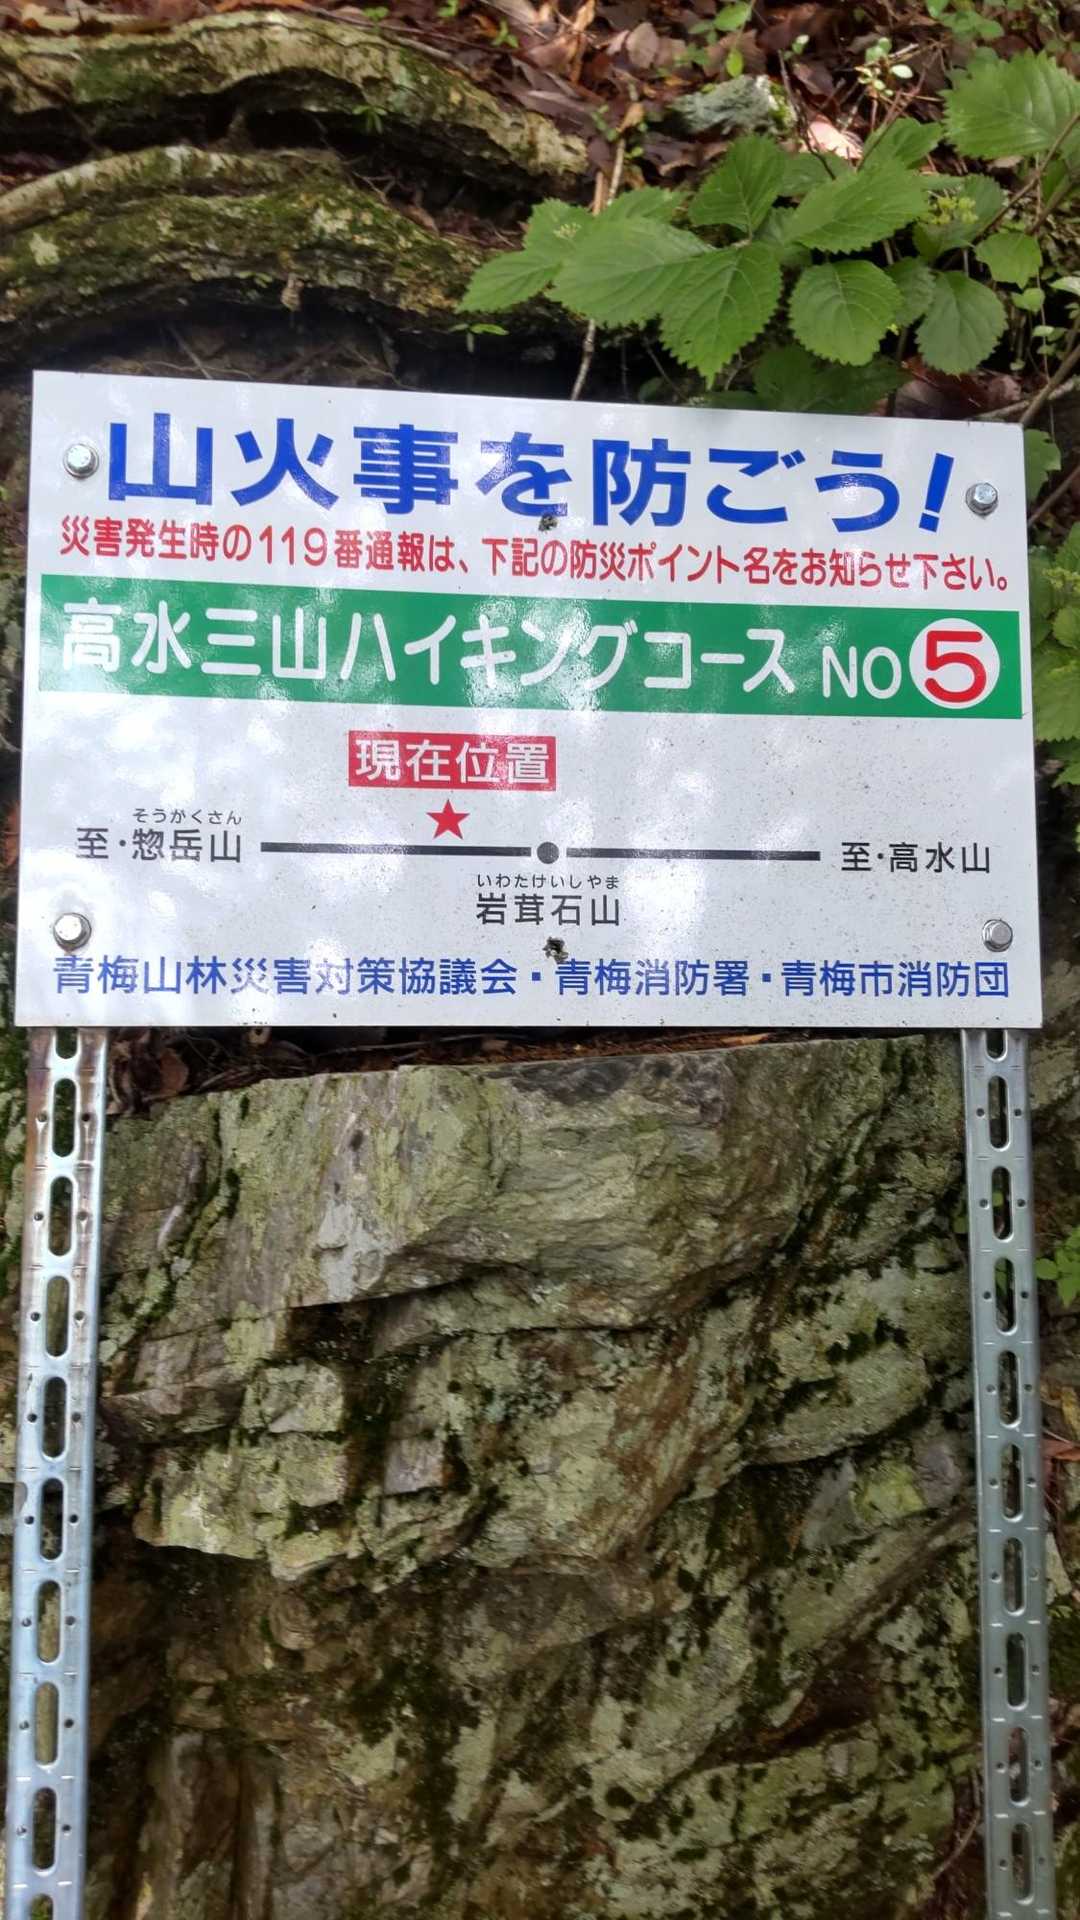 山火事を防ごう!
災害発生時の119番通報は、下記の防災ポイント名をお知らせ下さい。
高水三山ハイキングコース NO⑤
現在位置
★
そうがくさん
至・惣岳山
至・高水山
いわたけいしやま
岩茸石山
青梅山林災害対策協議会・青梅消防署・青梅市消防団